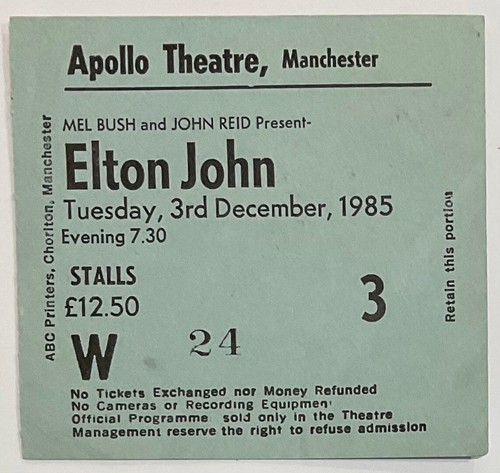 Apollo Theatre, Manchester
MEL BUSH and JOHN REID Present-
Elton John
Tuesday, 3rd December, 1985
Evening 7.30
STALLS
£12.50
3
W 24
No Tickets Exchanged nor Money Refunded
No Cameras or Recording Equipmen
Official Programme sold only in the Theatre
Management reserve the right to refuse admission
ABC Printers, Chorlton, Manchester
Retain this portion